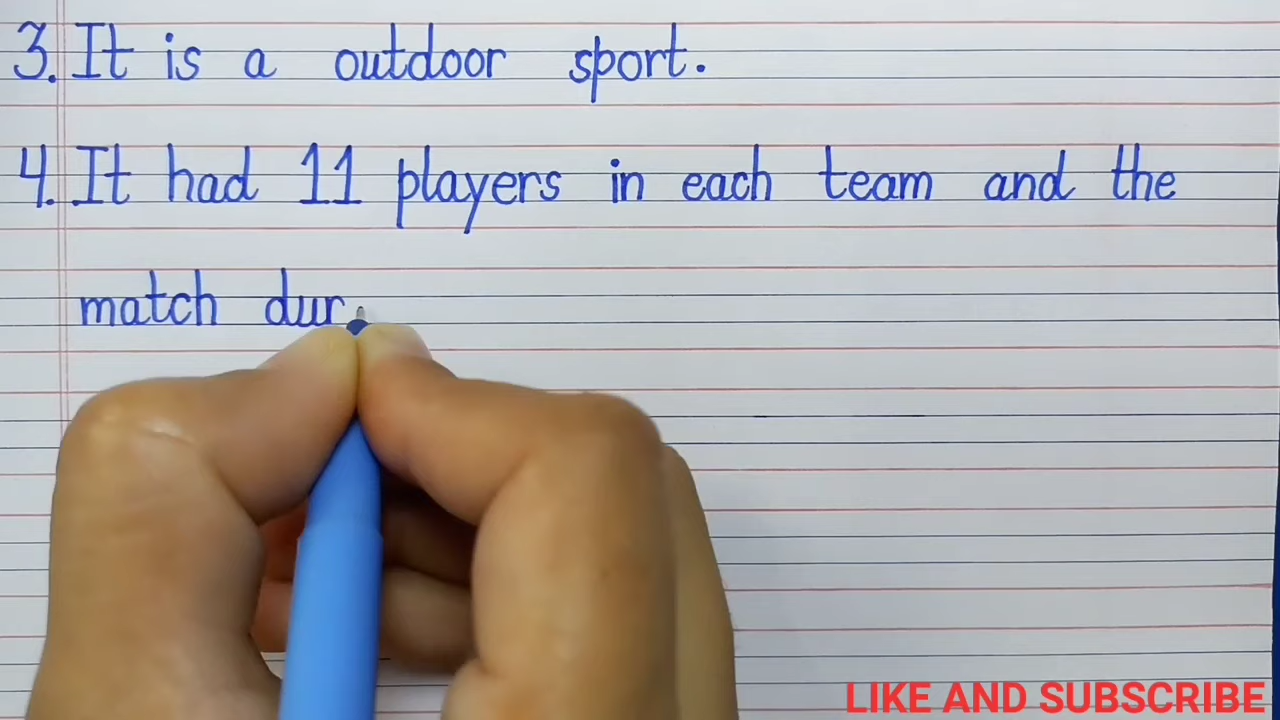 3. It is a outdoor sport.
4. It had 11 players in each team and the
match dur
LIKE AND SUBSCRIBE